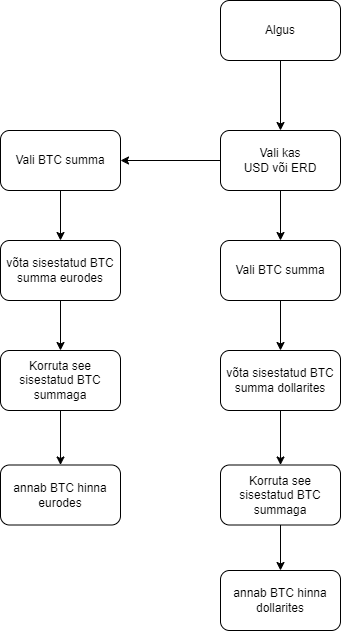 Algus
Vali kas
USD või ERD
Vali BTC summa
Vali BTC summa
võta sisestatud BTC
summa eurodes
võta sisestatud BTC
summa dollarites
Korruta see
sisestatud BTC
summaga
Korruta see
sisestatud BTC
summaga
annab BTC hinna
eurodes
annab BTC hinna
dollarites